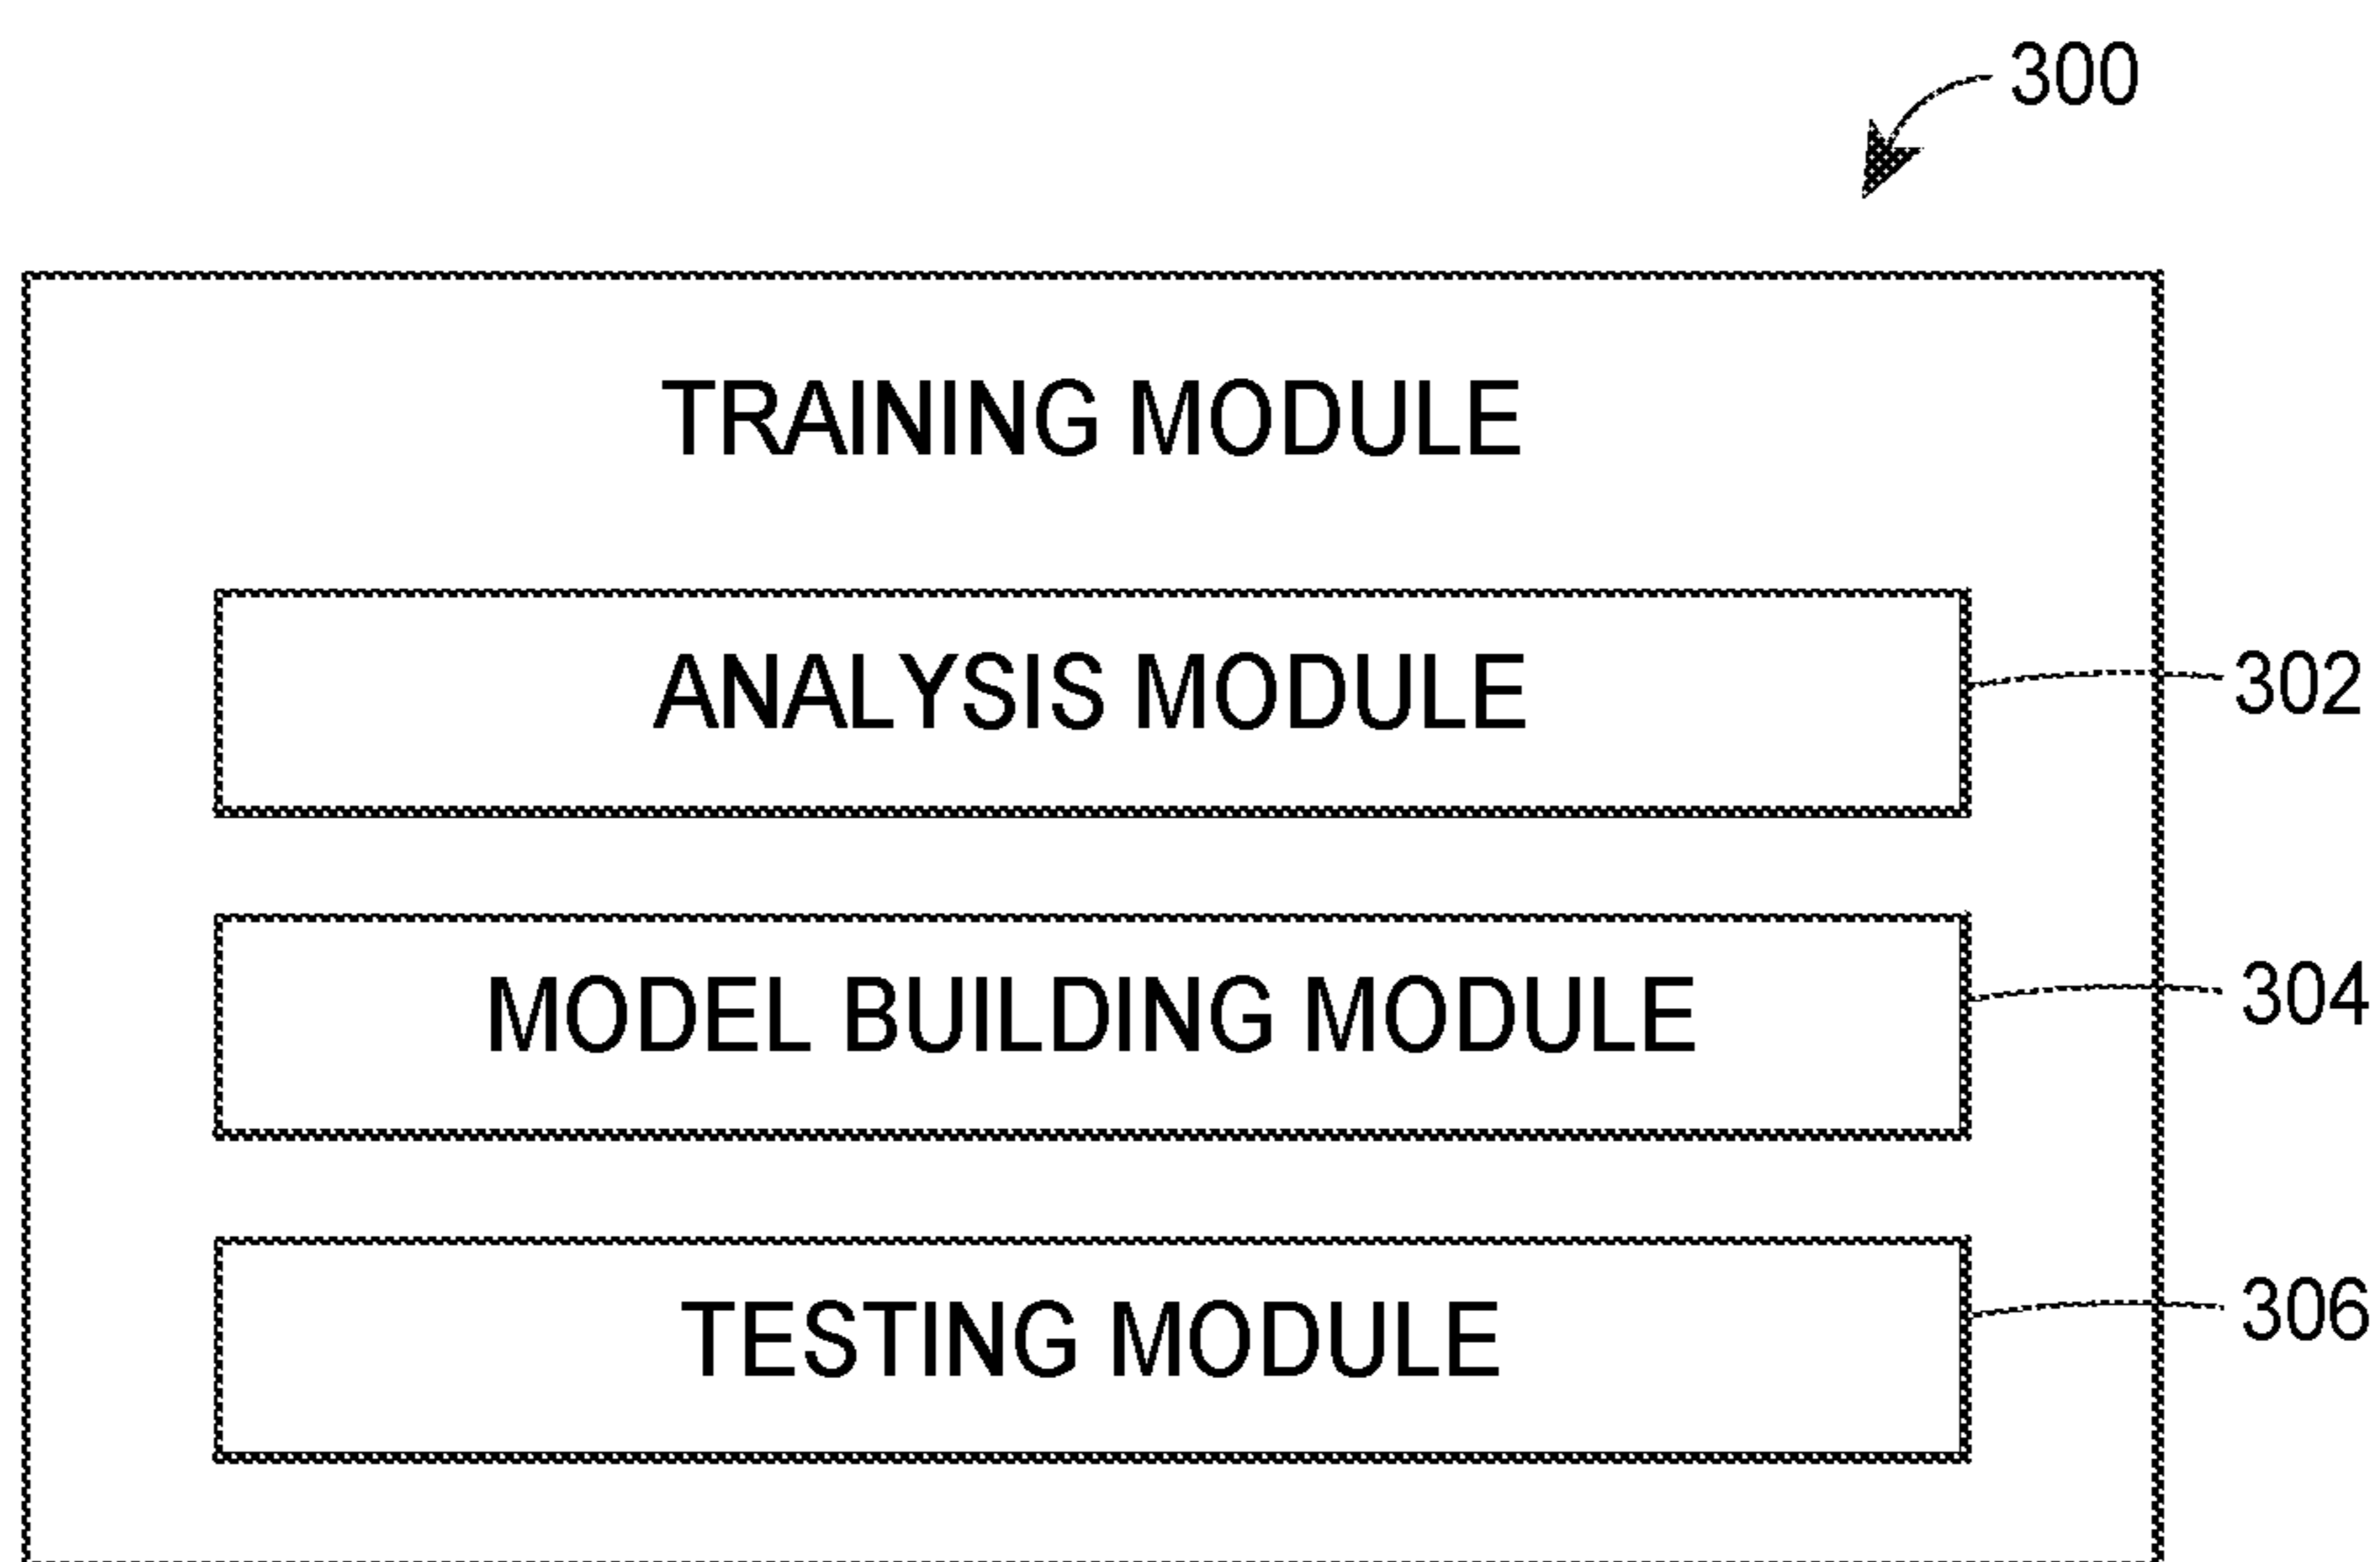 300
TRAINING MODULE
ANALYSIS MODULE
302
MODEL BUILDING MODULE
304
TESTING MODULE
306